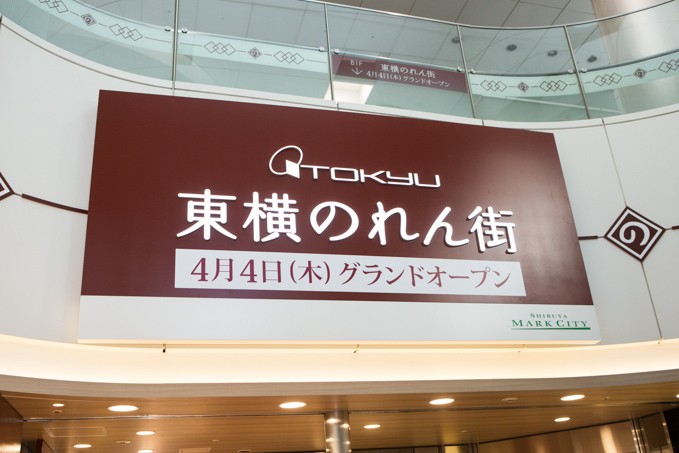 B1F
東横のれん街
4月4日(木)グランドオープン
TOKYU
東横のれん街
4月4日(木)グランドオープン
SHIBUYA
MARK CITY
の